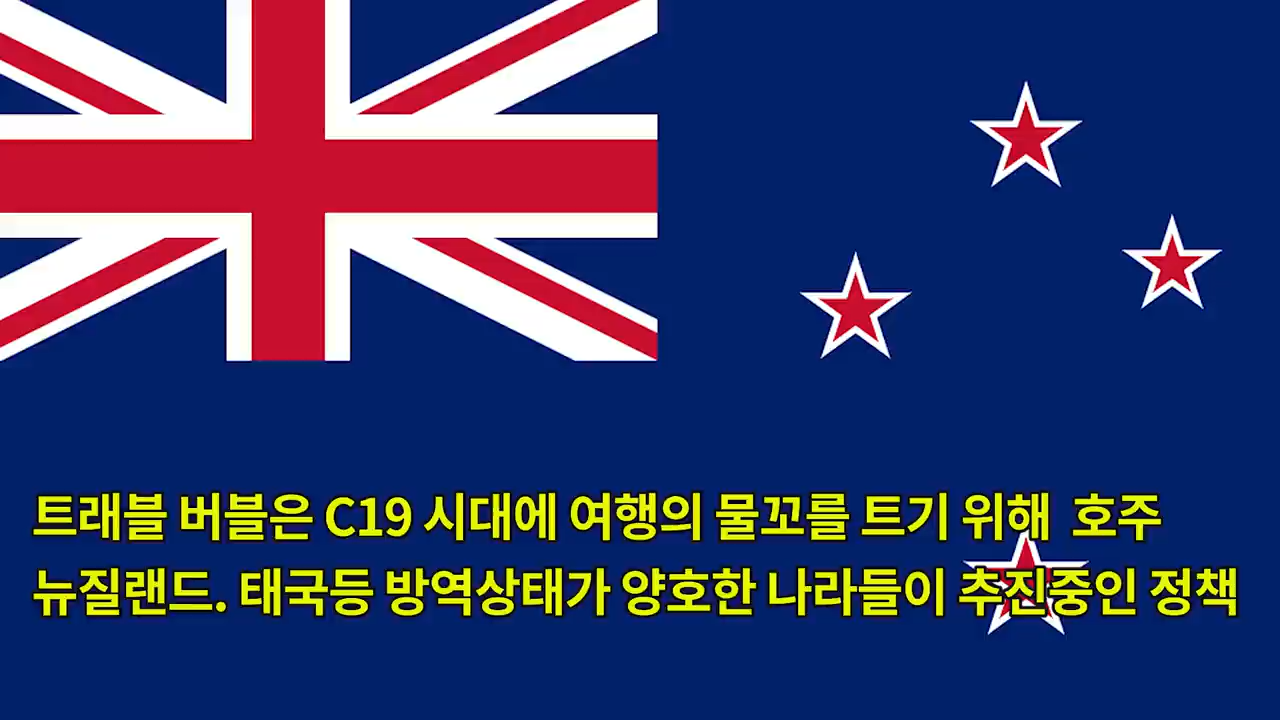 트래블 버블은 C19 시대에 여행의 물꼬를 트기 위해 호주
뉴질랜드. 태국등 방역상태가 양호한 나라들이 추진중인 정책